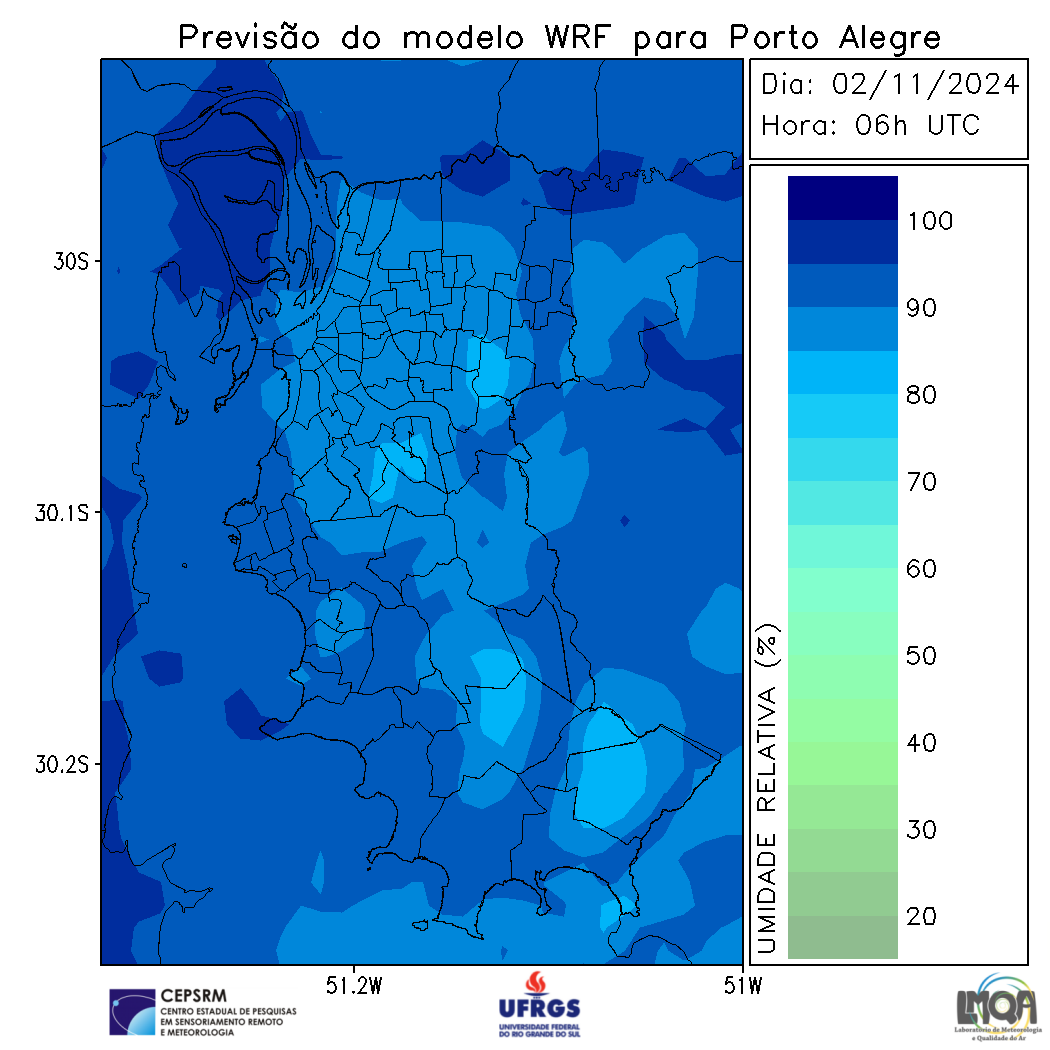 Previsão do modelo WRF para Porto Alegre
Dia: 02/11/2024
Hora: 06h UTC
30S
30.1S
30.2S
51.2W
51W
100
90
80
70
60
50
40
30
20
UMIDADE RELATIVA (%)
CEPSRM
CENTRO ESTADUAL DE PESQUISAS
EM SENSORIAMENTO REMOTO
E METEOROLOGIA
UFRGS
UNIVERSIDADE FEDERAL
DO RIO GRANDE DO SUL
LMQA
Laboratório de Meteorologia
e Qualidade do Ar